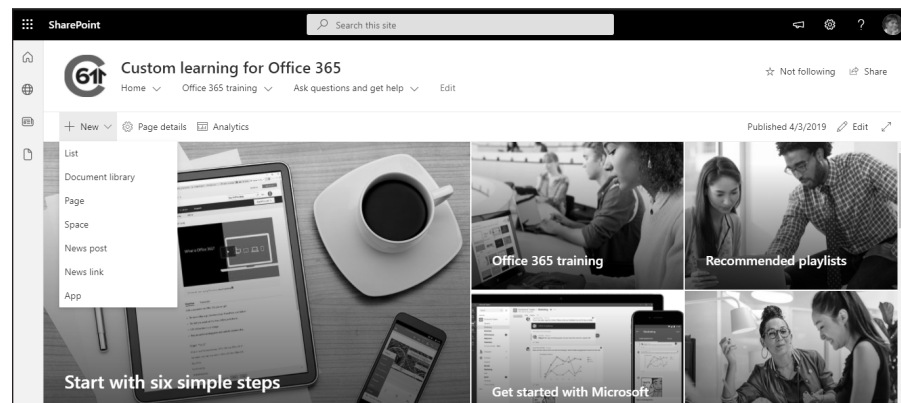 SharePoint
Search this site
?
61
Custom learning for Office 365
Not following
Share
Home
Office 365 training
Ask questions and get help
Edit
New
Page details
Analytics
Published 4/3/2019
Edit
List
Document library
Page
Space
News post
News link
App
Office 365 training
Recommended playlists
Start with six simple steps
Get started with Microsoft